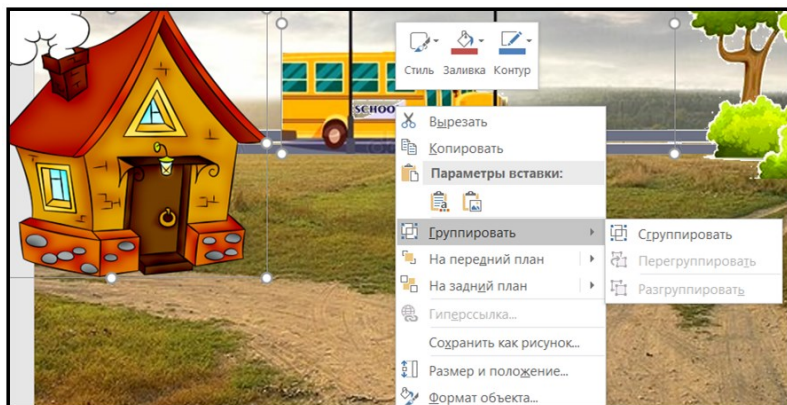 Стиль Заливка Контур
SCHOO
Вырезать
Копировать
Параметры вставки:
Группировать
Сгруппировать
На передний план
Перегруппировать
На задний план
Разгруппировать
Гиперссылка...
Сохранить как рисунок...
Размер и положение...
Формат объекта...